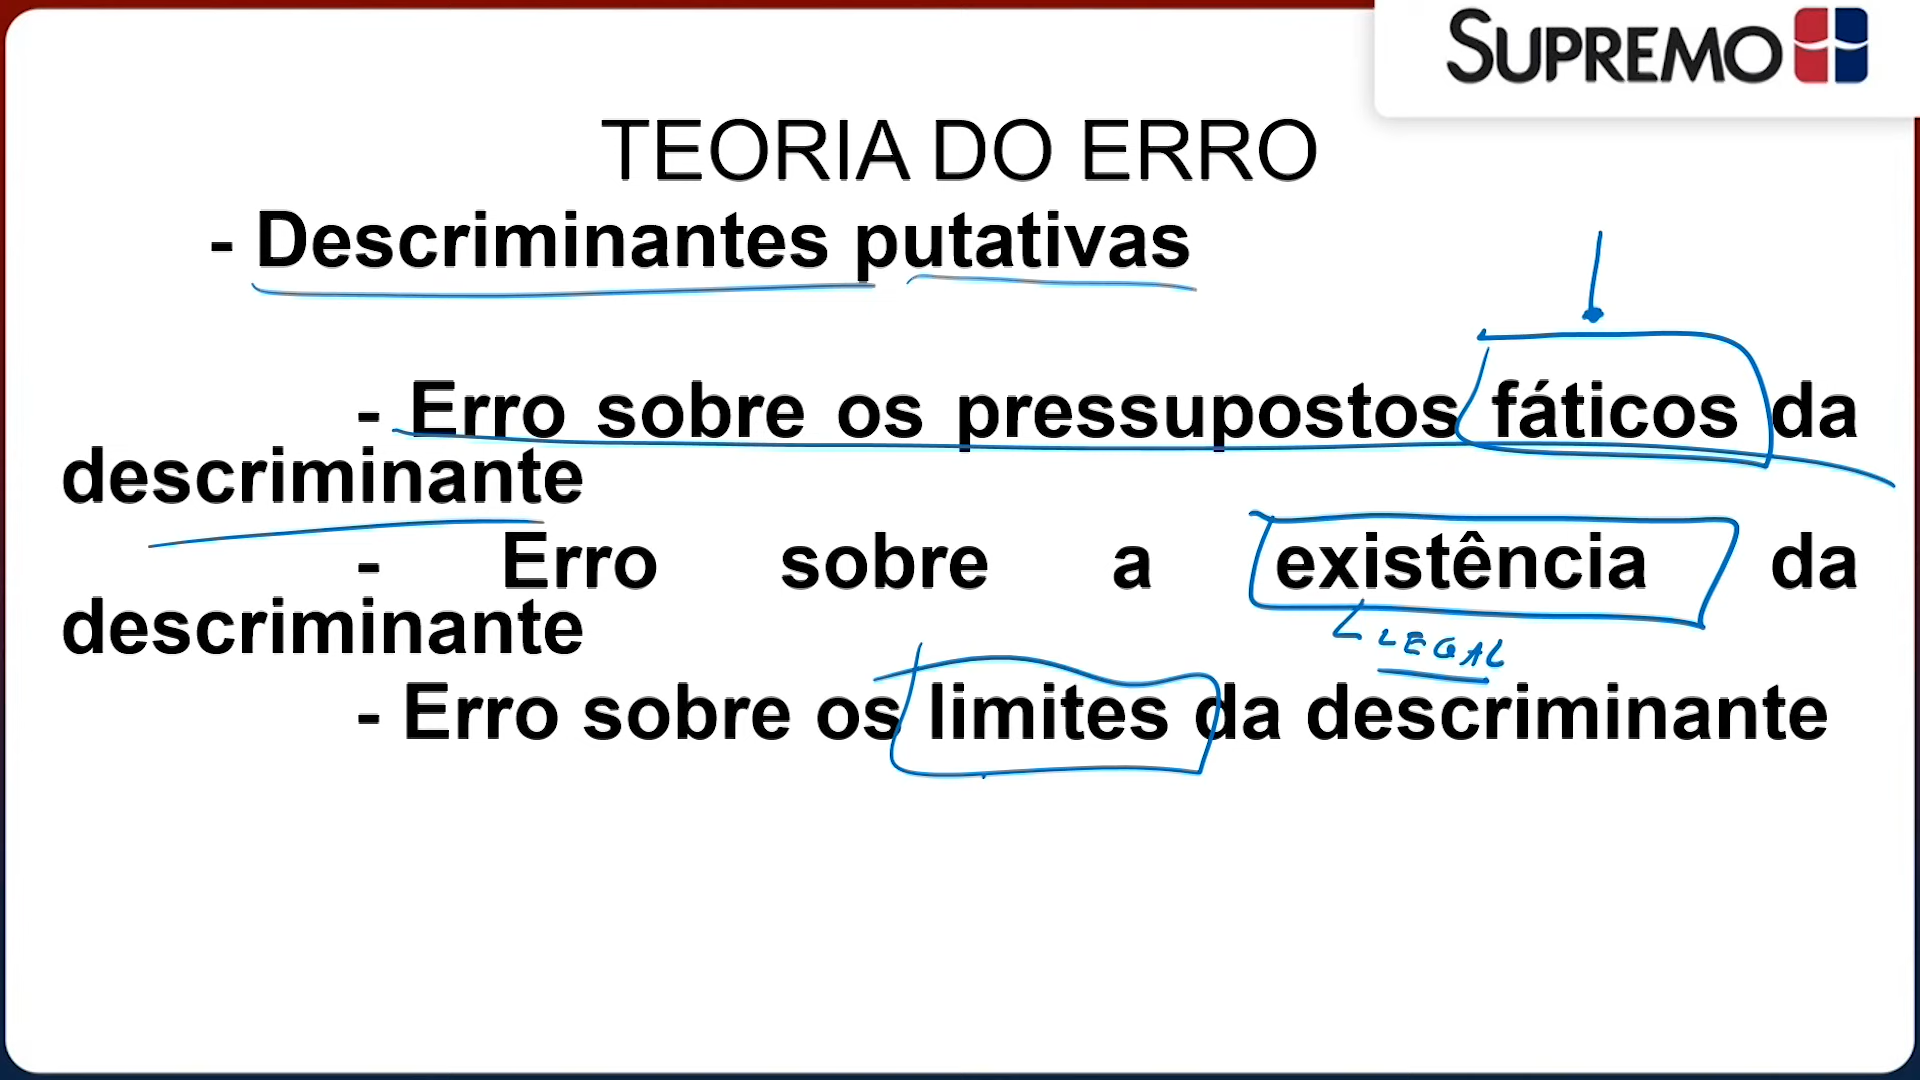 SUPREMO
TEORIA DO ERRO
- Descriminantes putativas
- Erro sobre os pressupostos fáticos da
descriminante
- Erro sobre a existência da
descriminante
LEGAL
- Erro sobre os limites da descriminante